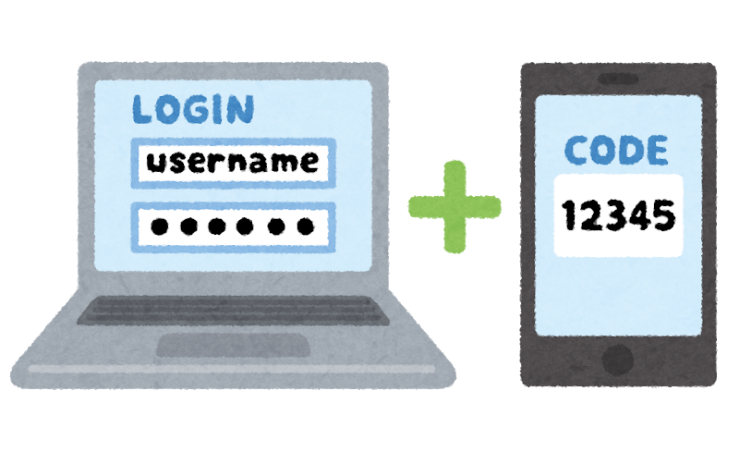 LOGIN
username
••••••
CODE
12345